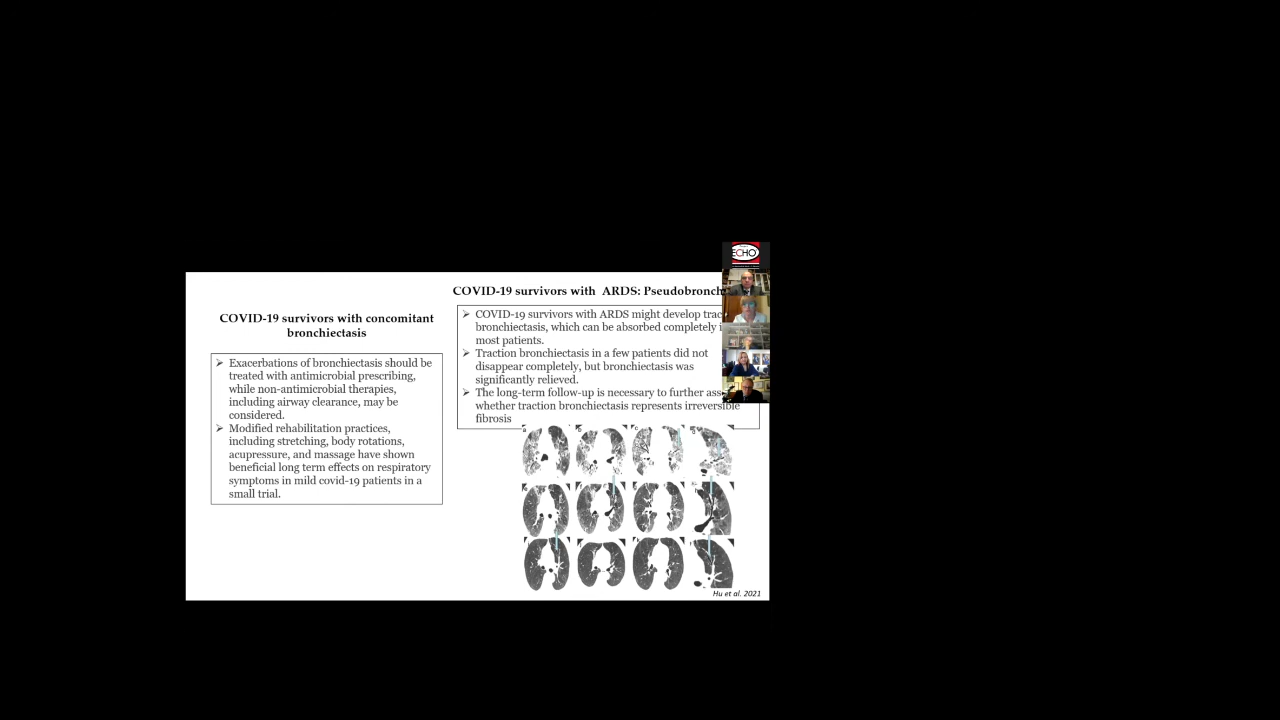 ECHO
COVID-19 survivors with concomitant
bronchiectasis
➢ Exacerbations of bronchiectasis should be
treated with antimicrobial prescribing,
while non-antimicrobial therapies,
including airway clearance, may be
considered.
➢ Modified rehabilitation practices,
including stretching, body rotations,
acupressure, and massage have shown
beneficial long term effects on respiratory
symptoms in mild covid-19 patients in a
small trial.
COVID-19 survivors with ARDS:
➢ COVID-19 survivors with ARDS might develop
bronchiectasis, which can be absorbed completely
most patients.
➢ Traction bronchiectasis in a few patients did not
disappear completely, but bronchiectasis was
significantly relieved.
➢ The long-term follow-up is necessary to further
whether traction bronchiectasis represents irreversible
fibrosis
Hu et al. 2021